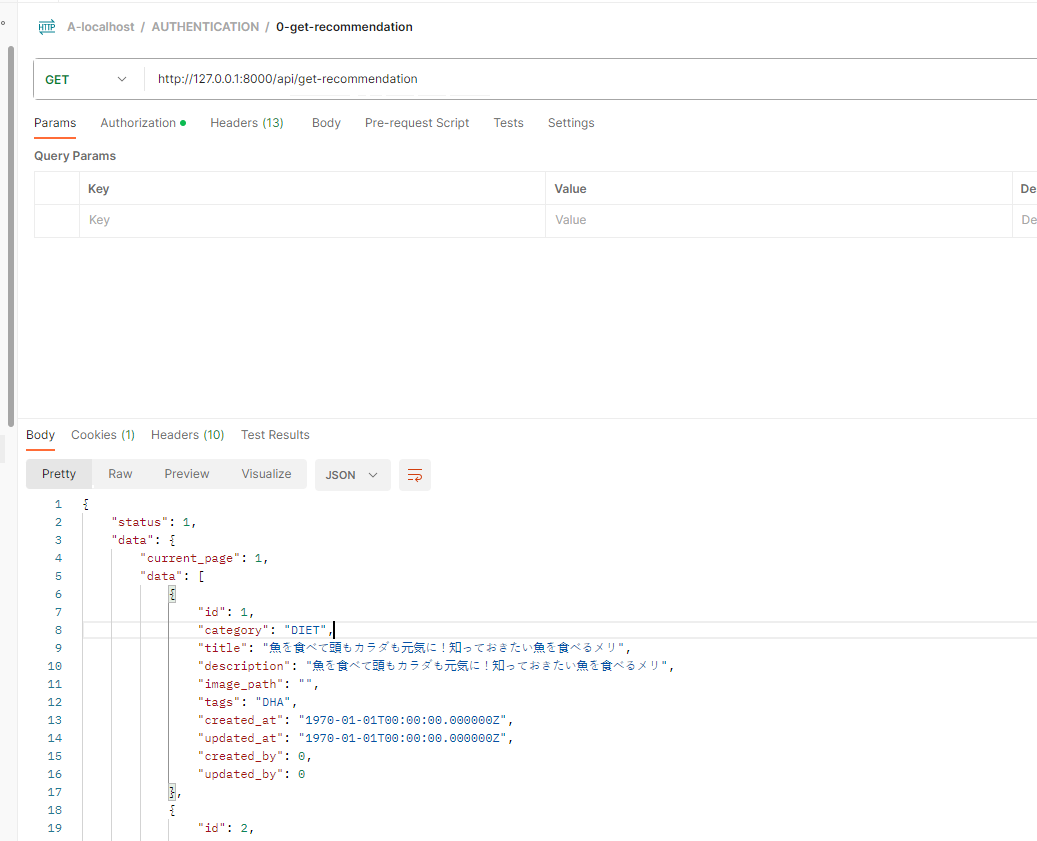 HTTP A-localhost / AUTHENTICATION / 0-get-recommendation
GET http://127.0.0.1:8000/api/get-recommendation
Params Authorization Headers (13) Body Pre-request Script Tests Settings
Query Params
Key Value De
Key Value De
Body Cookies (1) Headers (10) Test Results
Pretty Raw Preview Visualize JSON
1 {
2 "status": 1,
3 "data": {
4 "current_page": 1,
5 "data": [
6 {
7 "id": 1,
8 "category": "DIET",
9 "title": "魚を食べて頭もカラダも元気に！知っておきたい魚を食べるメリ",
10 "description": "魚を食べて頭もカラダも元気に！知っておきたい魚を食べるメリ",
11 "image_path": "",
12 "tags": "DHA",
13 "created_at": "1970-01-01T00:00:00.000000Z",
14 "updated_at": "1970-01-01T00:00:00.000000Z",
15 "created_by": 0,
16 "updated_by": 0
17 },
18 {
19 "id": 2,